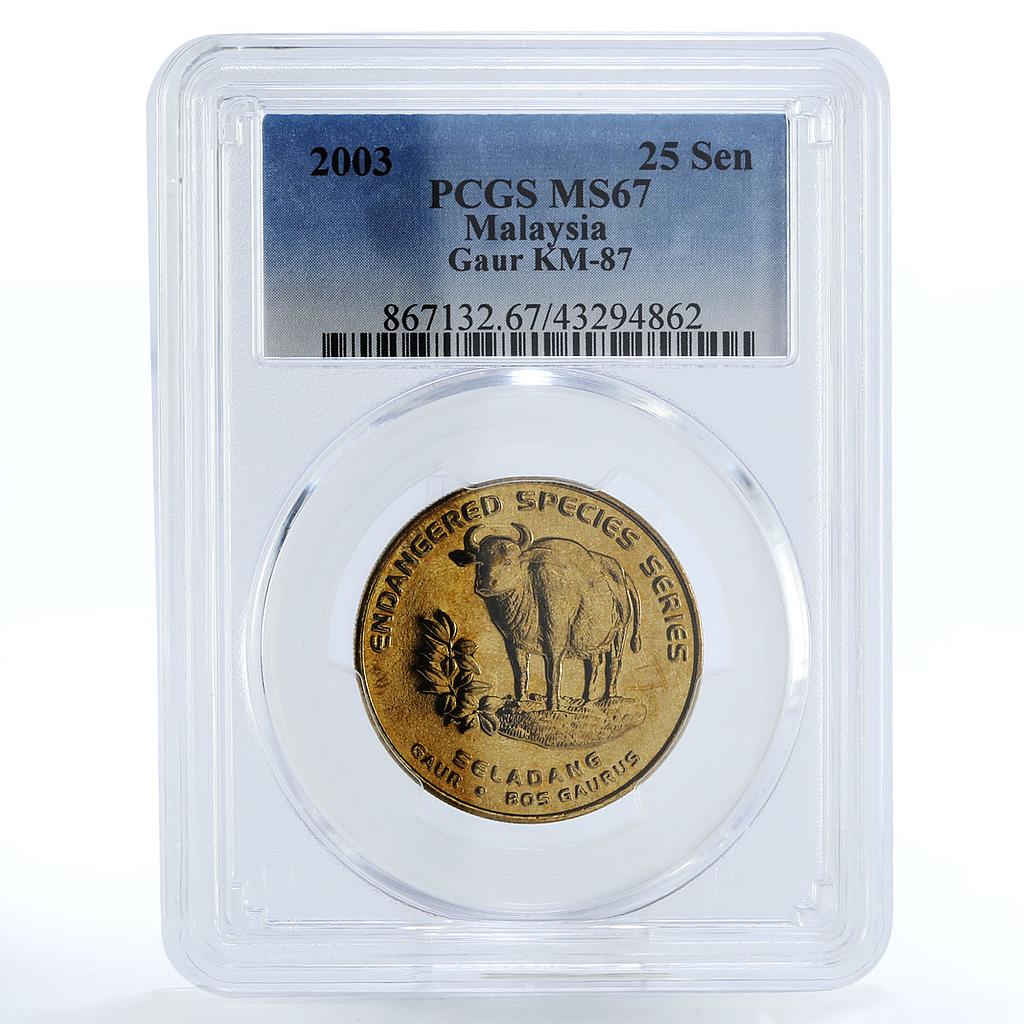 2003 25 Sen
PCGS MS67
Malaysia
Gaur KM-87
867132.67/43294862
ENDANGERED SPECIES SERIES
SELADANG
GAUR • BOS GAURUS